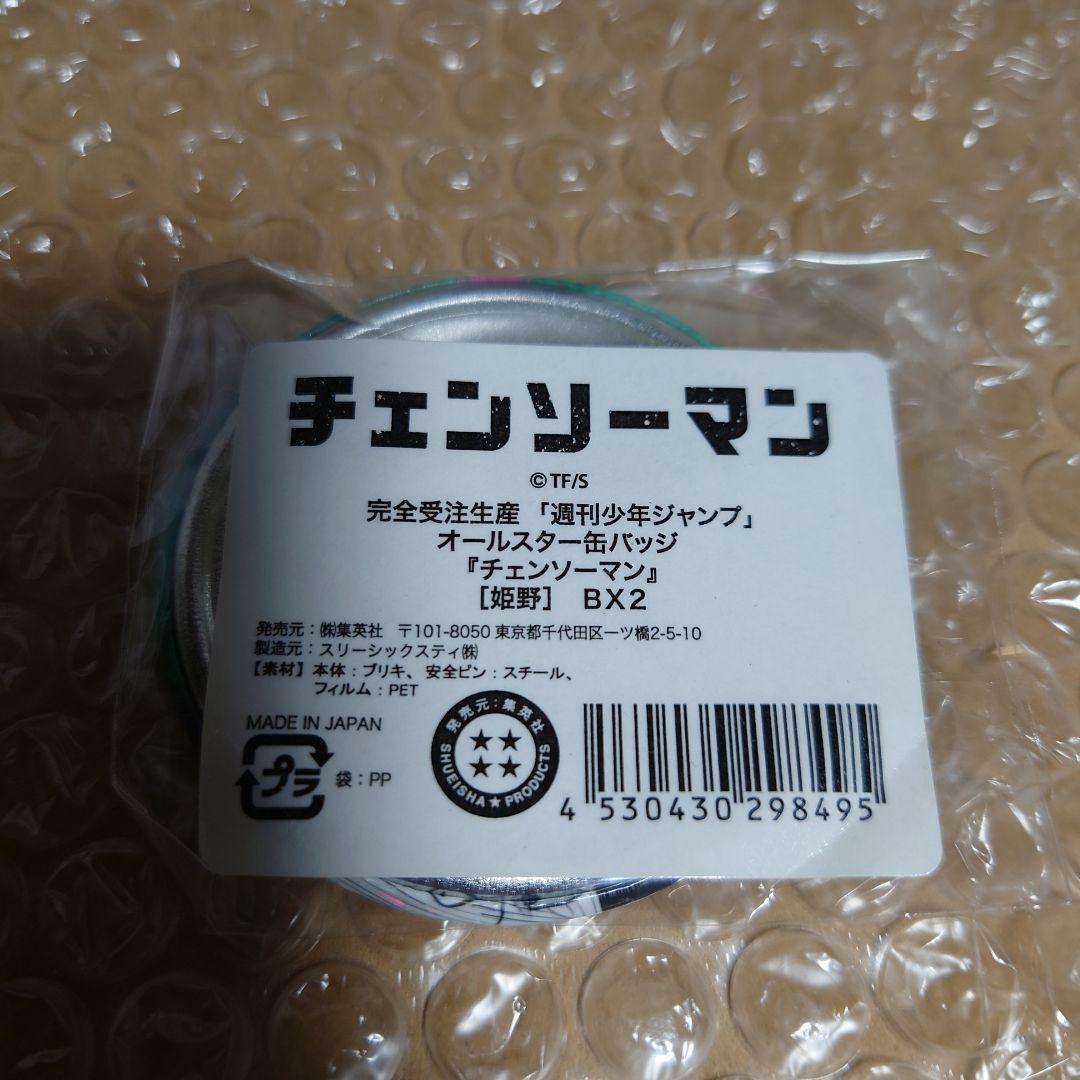 チェンソーマン
©TF/S
完全受注生産 「週刊少年ジャンプ」
オールスター缶バッジ
『チェンソーマン』
[姫野] BX2
発売元：㈱集英社 〒101-8050 東京都千代田区一ツ橋2-5-10
製造元：スリーシックスティ㈱
【素材】本体：ブリキ、安全ピン：スチール、
フィルム：PET
MADE IN JAPAN
プラ
袋：PP
発売元：集英社
SHUEISHA★PRODUCTS
4 530430 298495